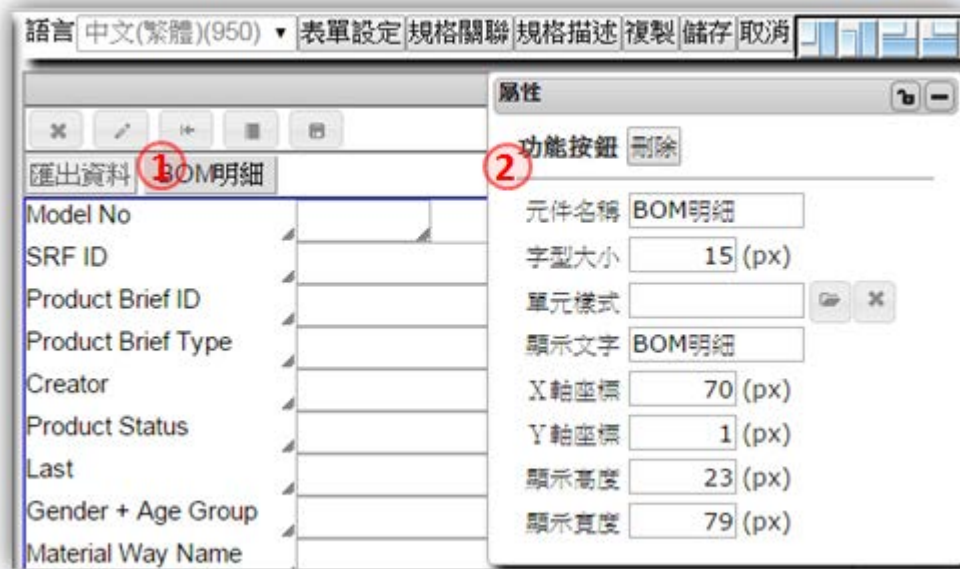 語言 中文(繁體)(950) 表單設定 規格關聯 規格描述 複製 儲存 取消
屬性
1 2
功能按鈕 刪除
匯出資料 BOM明細
元件名稱 BOM明細
Model No
字型大小 15 (px)
SRF ID
單元樣式
Product Brief ID
顯示文字 BOM明細
Product Brief Type
X軸座標 70 (px)
Creator
Y軸座標 1 (px)
Product Status
顯示高度 23 (px)
Last
顯示寬度 79 (px)
Gender + Age Group
Material Way Name